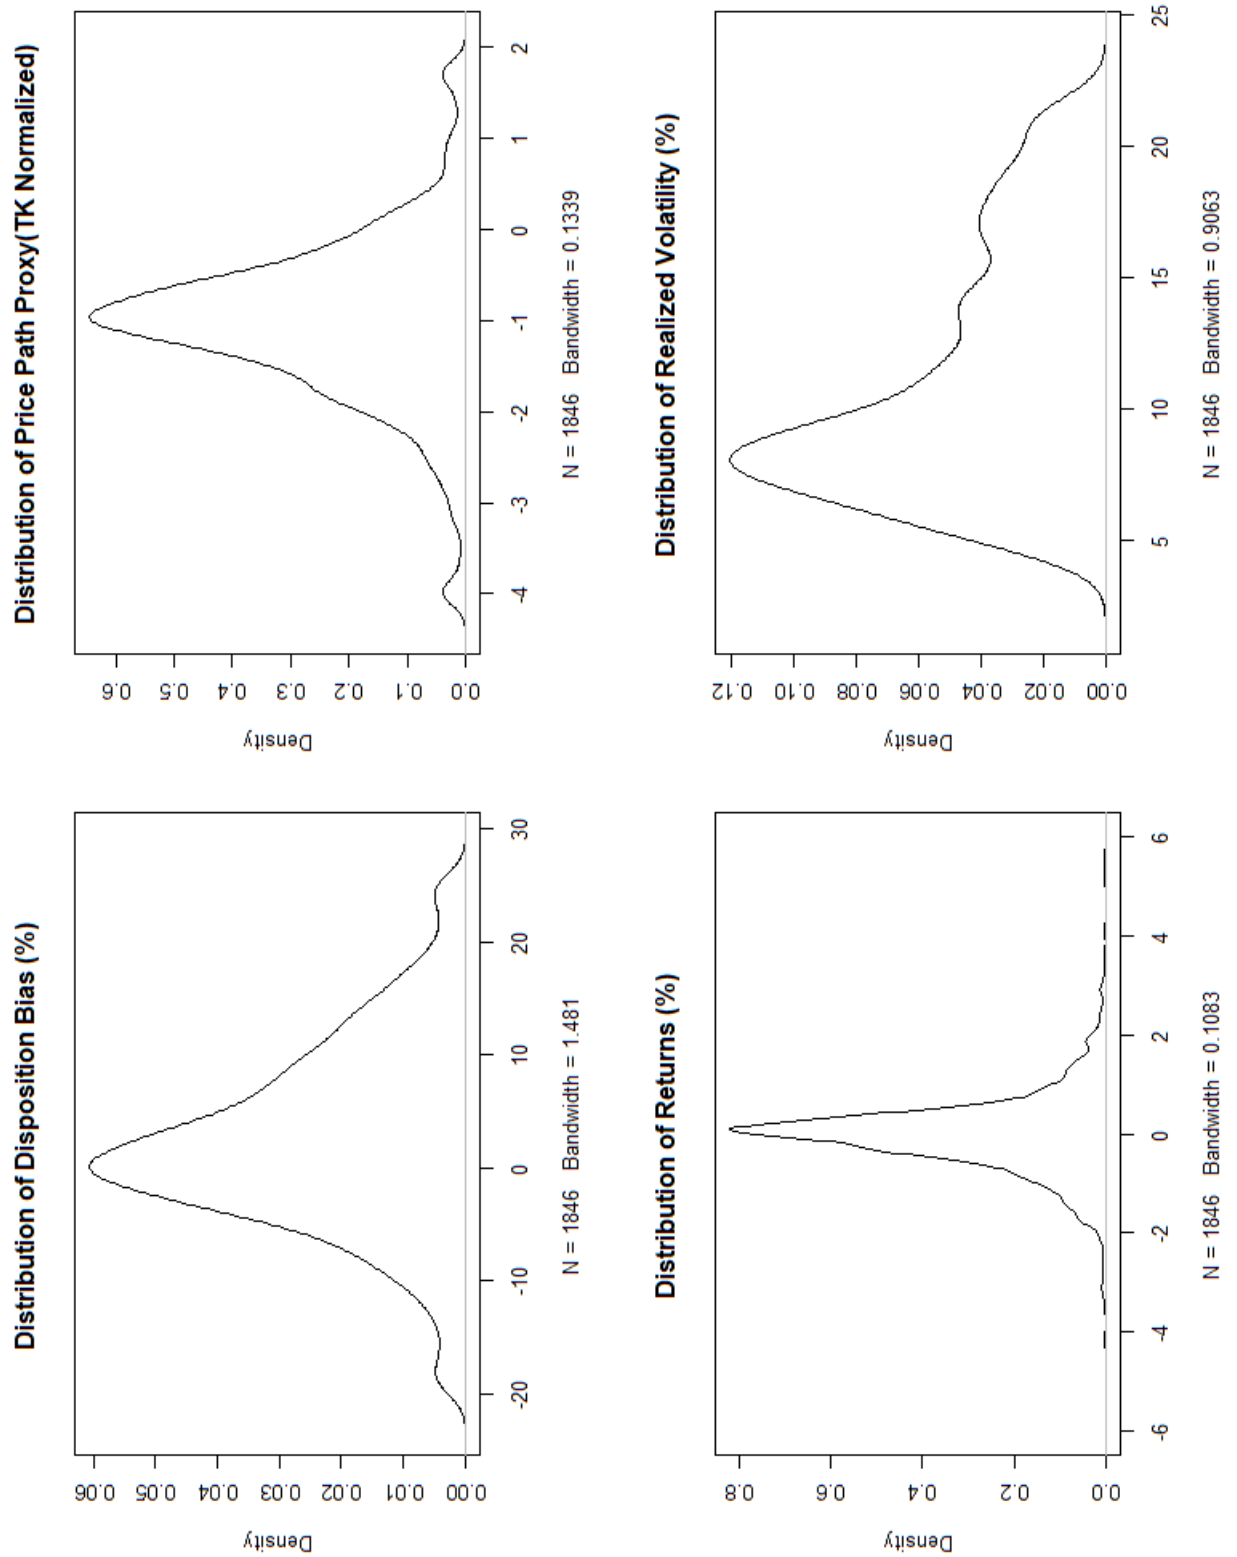 Distribution of Disposition Bias (%)
Density
0.00 0.01 0.02 0.03 0.04 0.05 0.06
-20 -10 0 10 20 30
N = 1846 Bandwidth = 1.481
Distribution of Price Path Proxy(TK Normalized)
Density
0.0 0.1 0.2 0.3 0.4 0.5 0.6
-4 -3 -2 -1 0 1 2
N = 1846 Bandwidth = 0.1339
Distribution of Returns (%)
Density
0.0 0.2 0.4 0.6 0.8
-6 -4 -2 0 2 4 6
N = 1846 Bandwidth = 0.1083
Distribution of Realized Volatility (%)
Density
0.00 0.02 0.04 0.06 0.08 0.10 0.12
5 10 15 20 25
N = 1846 Bandwidth = 0.9063